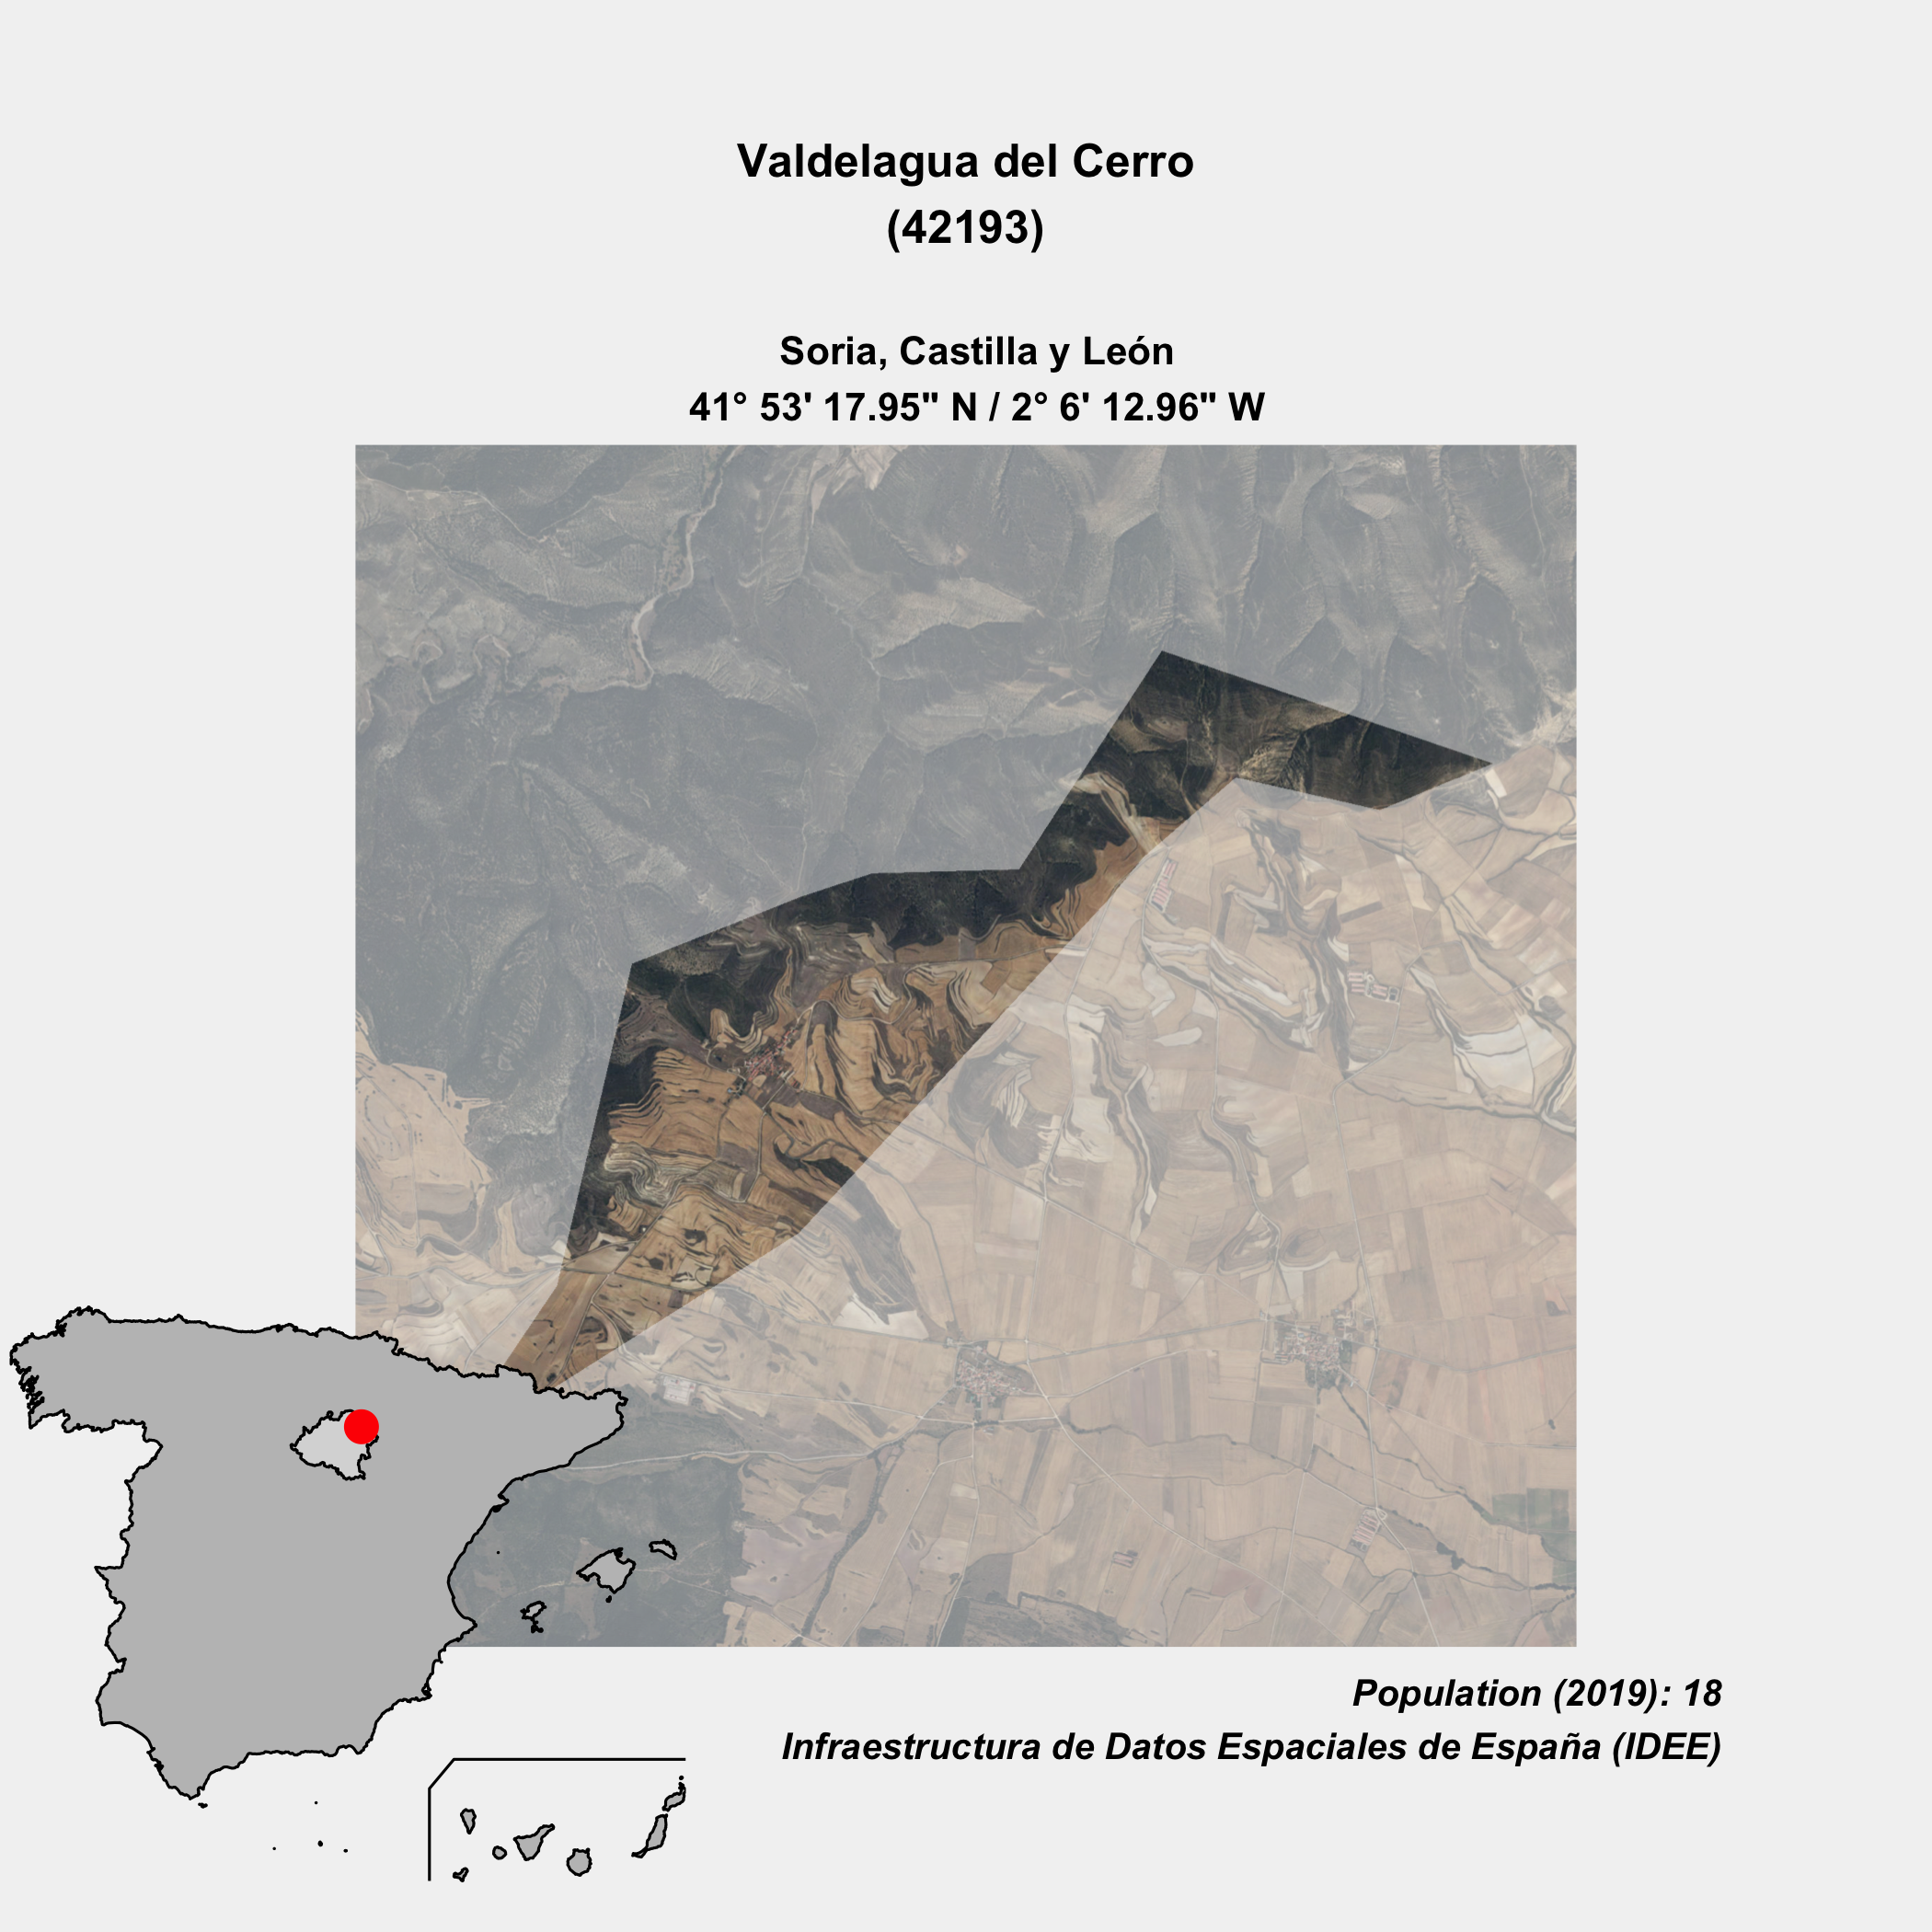 Valdelagua del Cerro
(42193)
Soria, Castilla y León
41° 53' 17.95" N / 2° 6' 12.96" W
Population (2019): 18
Infraestructura de Datos Espaciales de España (IDEE)